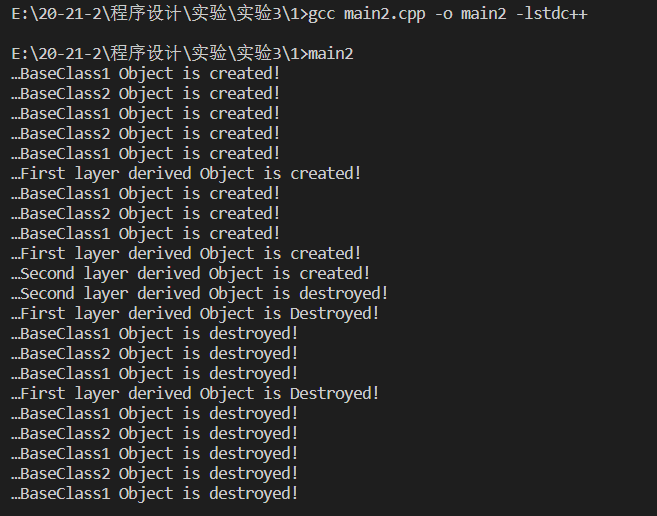 E:\20-21-2\程序设计\实验\实验3\1>gcc main2.cpp -o main2 -lstdc++
E:\20-21-2\程序设计\实验\实验3\1>main2
…BaseClass1 Object is created!
…BaseClass2 Object is created!
…BaseClass1 Object is created!
…BaseClass2 Object is created!
…BaseClass1 Object is created!
…First layer derived Object is created!
…BaseClass1 Object is created!
…BaseClass2 Object is created!
…BaseClass1 Object is created!
…First layer derived Object is created!
…Second layer derived Object is created!
…Second layer derived Object is destroyed!
…First layer derived Object is Destroyed!
…BaseClass1 Object is destroyed!
…BaseClass2 Object is destroyed!
…BaseClass1 Object is destroyed!
…First layer derived Object is Destroyed!
…BaseClass1 Object is destroyed!
…BaseClass2 Object is destroyed!
…BaseClass1 Object is destroyed!
…BaseClass2 Object is destroyed!
…BaseClass1 Object is destroyed!